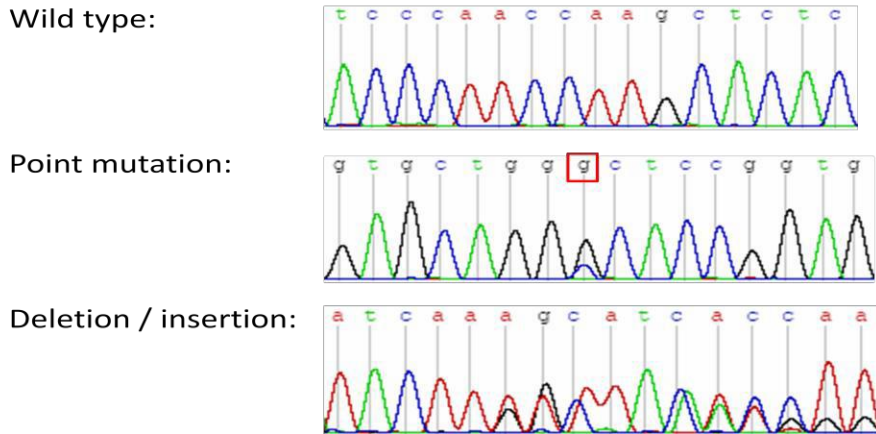 Wild type:
t c c c a a c c a a g c t c t c
Point mutation:
g t g c t g g g c t c c g g t g
Deletion / insertion:
a t c a a a g c a t c a c c a a